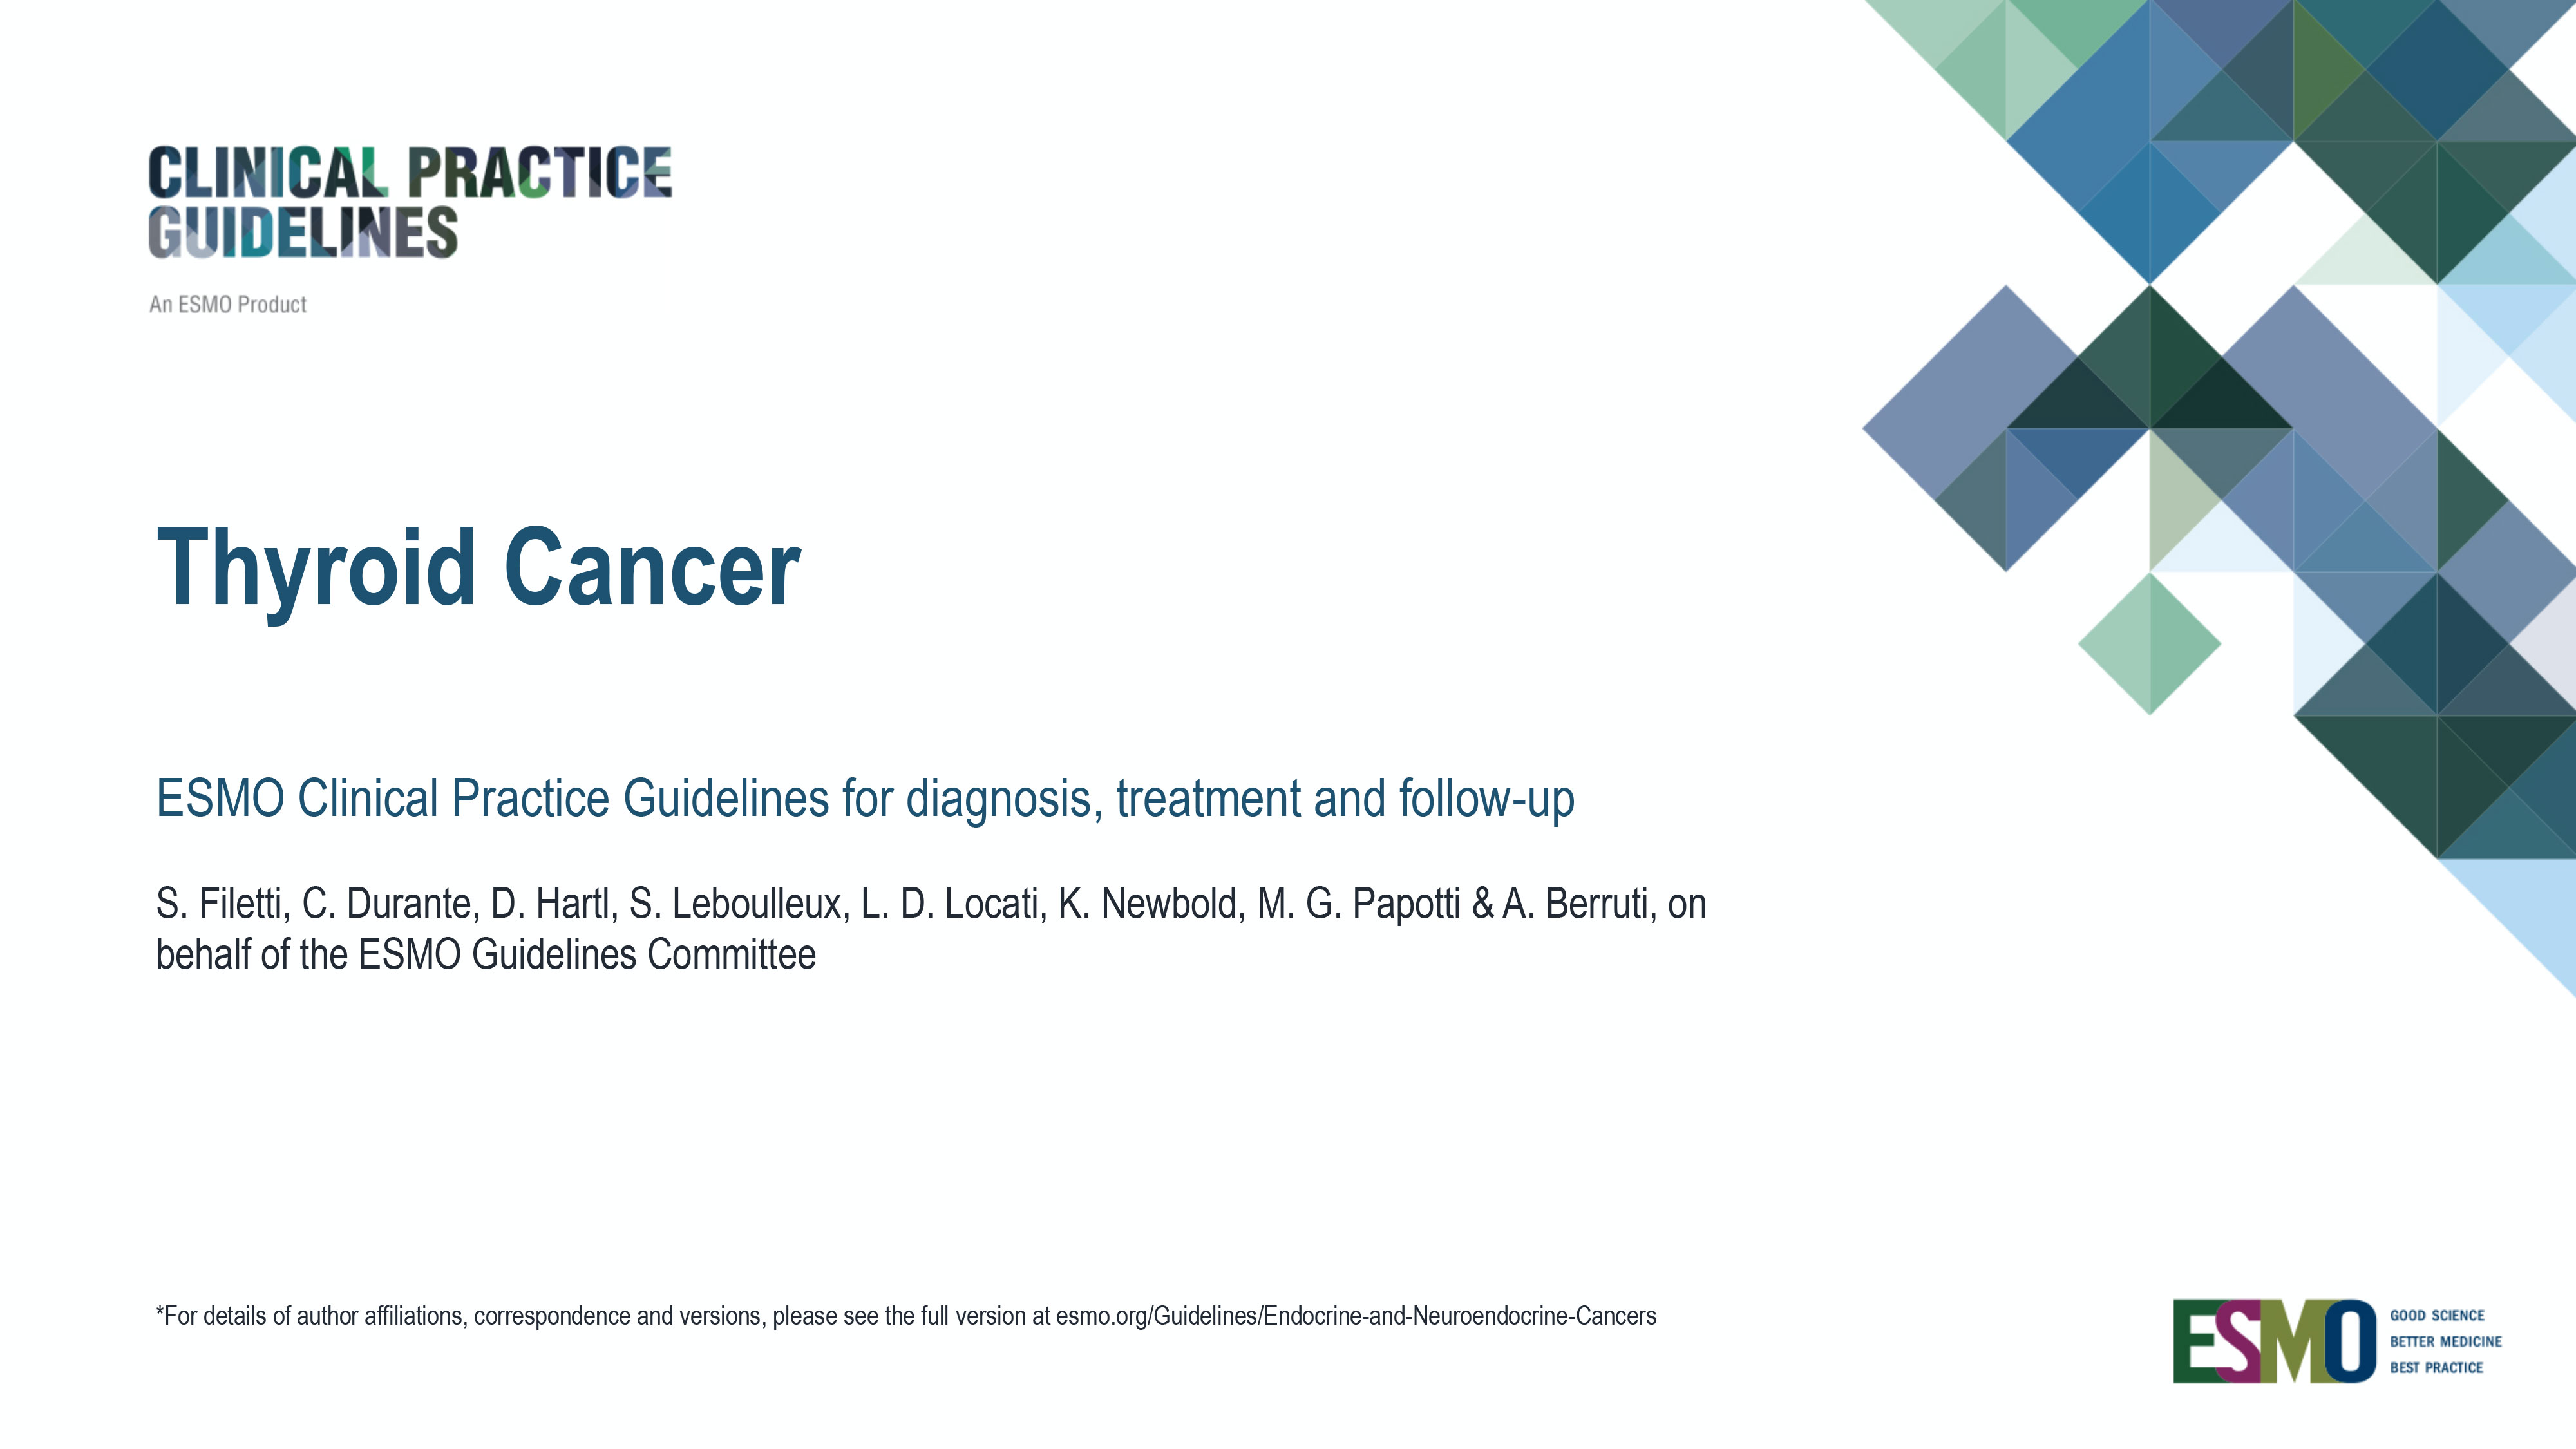 CLINICAL PRACTICE
GUIDELINES
An ESMO Product
Thyroid Cancer
ESMO Clinical Practice Guidelines for diagnosis, treatment and follow-up
S. Filetti, C. Durante, D. Hartl, S. Leboulleux, L. D. Locati, K. Newbold, M. G. Papotti & A. Berruti, on
behalf of the ESMO Guidelines Committee
*For details of author affiliations, correspondence and versions, please see the full version at esmo.org/Guidelines/Endocrine-and-Neuroendocrine-Cancers
ESMO
GOOD SCIENCE
BETTER MEDICINE
BEST PRACTICE